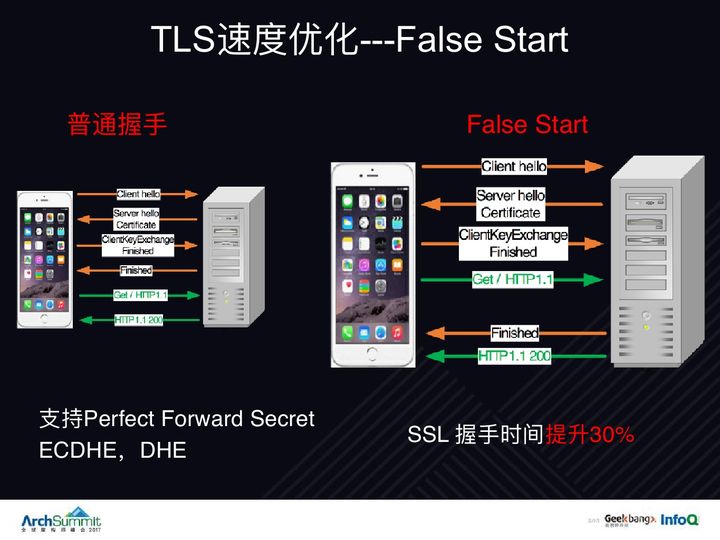 TLS速度优化---False Start
普通握手
Client hello
Server hello
Certificate
ClientKeyExchange
Finished
Finished
Get / HTTP1.1
HTTP1.1 200
False Start
Client hello
Server hello
Certificate
ClientKeyExchange
Finished
Get / HTTP1.1
Finished
HTTP1.1 200
支持Perfect Forward Secret
ECDHE，DHE
SSL 握手时间提升30%
ArchSummit
全球架构师峰会 2017
Geekbang>.
InfoQ